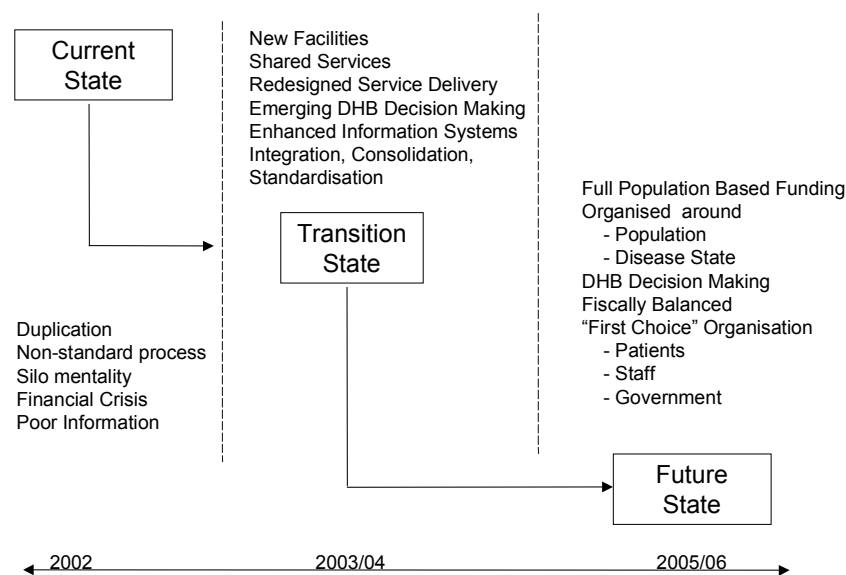 Current
State
Duplication
Non-standard process
Silo mentality
Financial Crisis
Poor Information
New Facilities
Shared Services
Redesigned Service Delivery
Emerging DHB Decision Making
Enhanced Information Systems
Integration, Consolidation,
Standardisation
Transition
State
Full Population Based Funding
Organised around
- Population
- Disease State
DHB Decision Making
Fiscally Balanced
“First Choice” Organisation
- Patients
- Staff
- Government
Future
State
2002
2003/04
2005/06